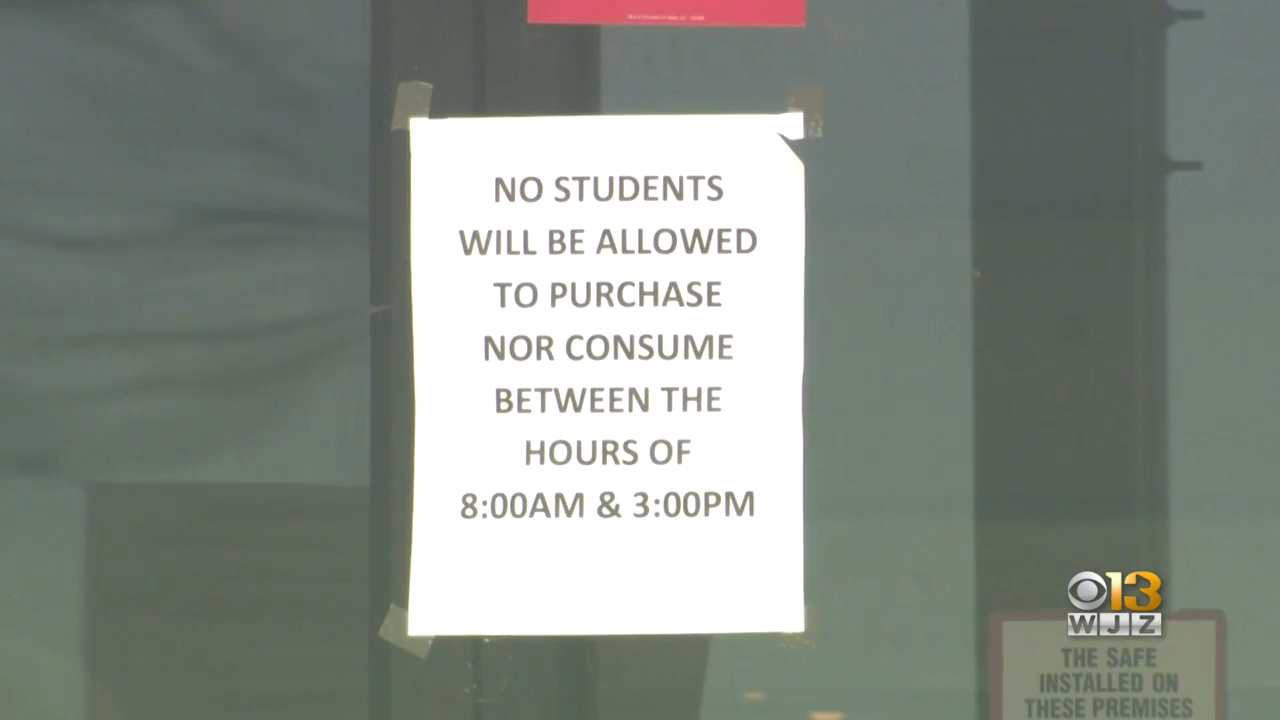 NO STUDENTS
WILL BE ALLOWED
TO PURCHASE
NOR CONSUME
BETWEEN THE
HOURS OF
8:00AM & 3:00PM
13
WJZ
THE SAFE
INSTALLED ON
THESE PREMISES